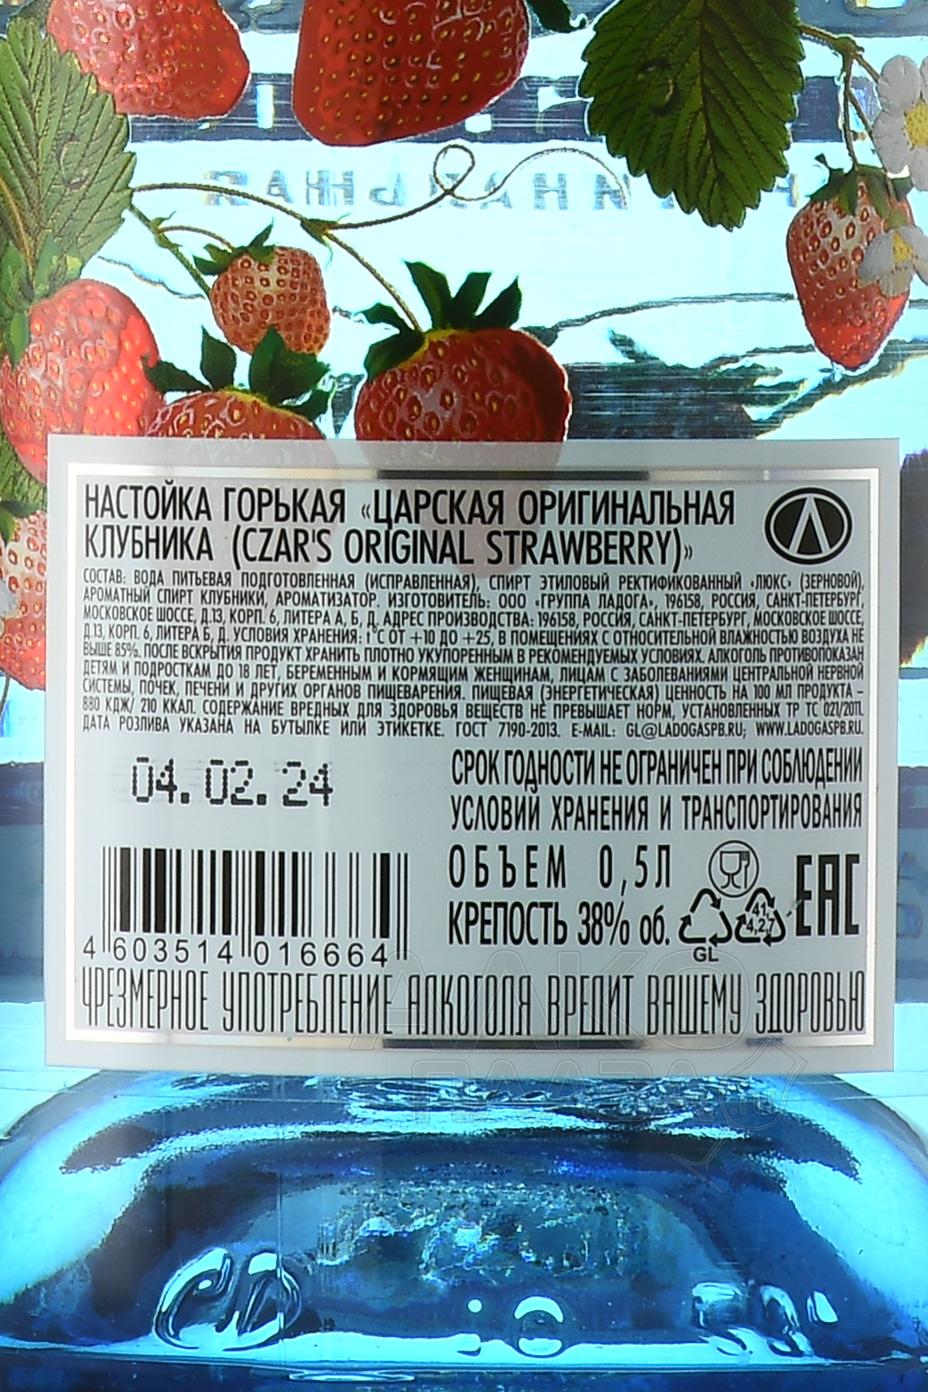 НАСТОЙКА ГОРЬКАЯ «ЦАРСКАЯ ОРИГИНАЛЬНАЯ
КЛУБНИКА (CZAR'S ORIGINAL STRAWBERRY)»
СОСТАВ: ВОДА ПИТЬЕВАЯ ПОДГОТОВЛЕННАЯ (ИСПРАВЛЕННАЯ), СПИРТ ЭТИЛОВЫЙ РЕКТИФИКОВАННЫЙ «ЛЮКС» (ЗЕРНОВОЙ),
АРОМАТНЫЙ СПИРТ КЛУБНИКИ, АРОМАТИЗАТОР. ИЗГОТОВИТЕЛЬ: ООО «ГРУППА ЛАДОГА», 196158, РОССИЯ, САНКТ-ПЕТЕРБУРГ,
МОСКОВСКОЕ ШОССЕ, Д.13, КОРП. 6, ЛИТЕРА А, Б, Д, АДРЕС ПРОИЗВОДСТВА: 196158, РОССИЯ, САНКТ-ПЕТЕРБУРГ, МОСКОВСКОЕ ШОССЕ,
Д.13, КОРП. 6, ЛИТЕРА Б, Д. УСЛОВИЯ ХРАНЕНИЯ: t°C ОТ +10 ДО +25, В ПОМЕЩЕНИЯХ С ОТНОСИТЕЛЬНОЙ ВЛАЖНОСТЬЮ ВОЗДУХА НЕ
ВЫШЕ 85%. ПОСЛЕ ВСКРЫТИЯ ПРОДУКТ ХРАНИТЬ ПЛОТНО УКУПОРЕННЫМ В РЕКОМЕНДУЕМЫХ УСЛОВИЯХ. АЛКОГОЛЬ ПРОТИВОПОКАЗАН
ДЕТЯМ И ПОДРОСТКАМ ДО 18 ЛЕТ, БЕРЕМЕННЫМ И КОРМЯЩИМ ЖЕНЩИНАМ, ЛИЦАМ С ЗАБОЛЕВАНИЯМИ ЦЕНТРАЛЬНОЙ НЕРВНОЙ
СИСТЕМЫ, ПОЧЕК, ПЕЧЕНИ И ДРУГИХ ОРГАНОВ ПИЩЕВАРЕНИЯ. ПИЩЕВАЯ (ЭНЕРГЕТИЧЕСКАЯ) ЦЕННОСТЬ НА 100 МЛ ПРОДУКТА –
880 КДЖ/ 210 ККАЛ. СОДЕРЖАНИЕ ВРЕДНЫХ ДЛЯ ЗДОРОВЬЯ ВЕЩЕСТВ НЕ ПРЕВЫШАЕТ НОРМ, УСТАНОВЛЕННЫХ ТР ТС 021/2011.
ДАТА РОЗЛИВА УКАЗАНА НА БУТЫЛКЕ ИЛИ ЭТИКЕТКЕ. ГОСТ 7190-2013. E-MAIL: GL@LADOGASPB.RU; WWW.LADOGASPB.RU.
04.02.24
СРОК ГОДНОСТИ НЕ ОГРАНИЧЕН ПРИ СОБЛЮДЕНИИ
УСЛОВИЙ ХРАНЕНИЯ И ТРАНСПОРТИРОВАНИЯ
ОБЪЕМ 0,5Л
КРЕПОСТЬ 38% об.
GL
41,
4,2,7
EAC
4 603514 016664
ЧРЕЗМЕРНОЕ УПОТРЕБЛЕНИЕ АЛКОГОЛЯ ВРЕДИТ ВАШЕМУ ЗДОРОВЬЮ
АЛКО
ПЛАЗА.ru